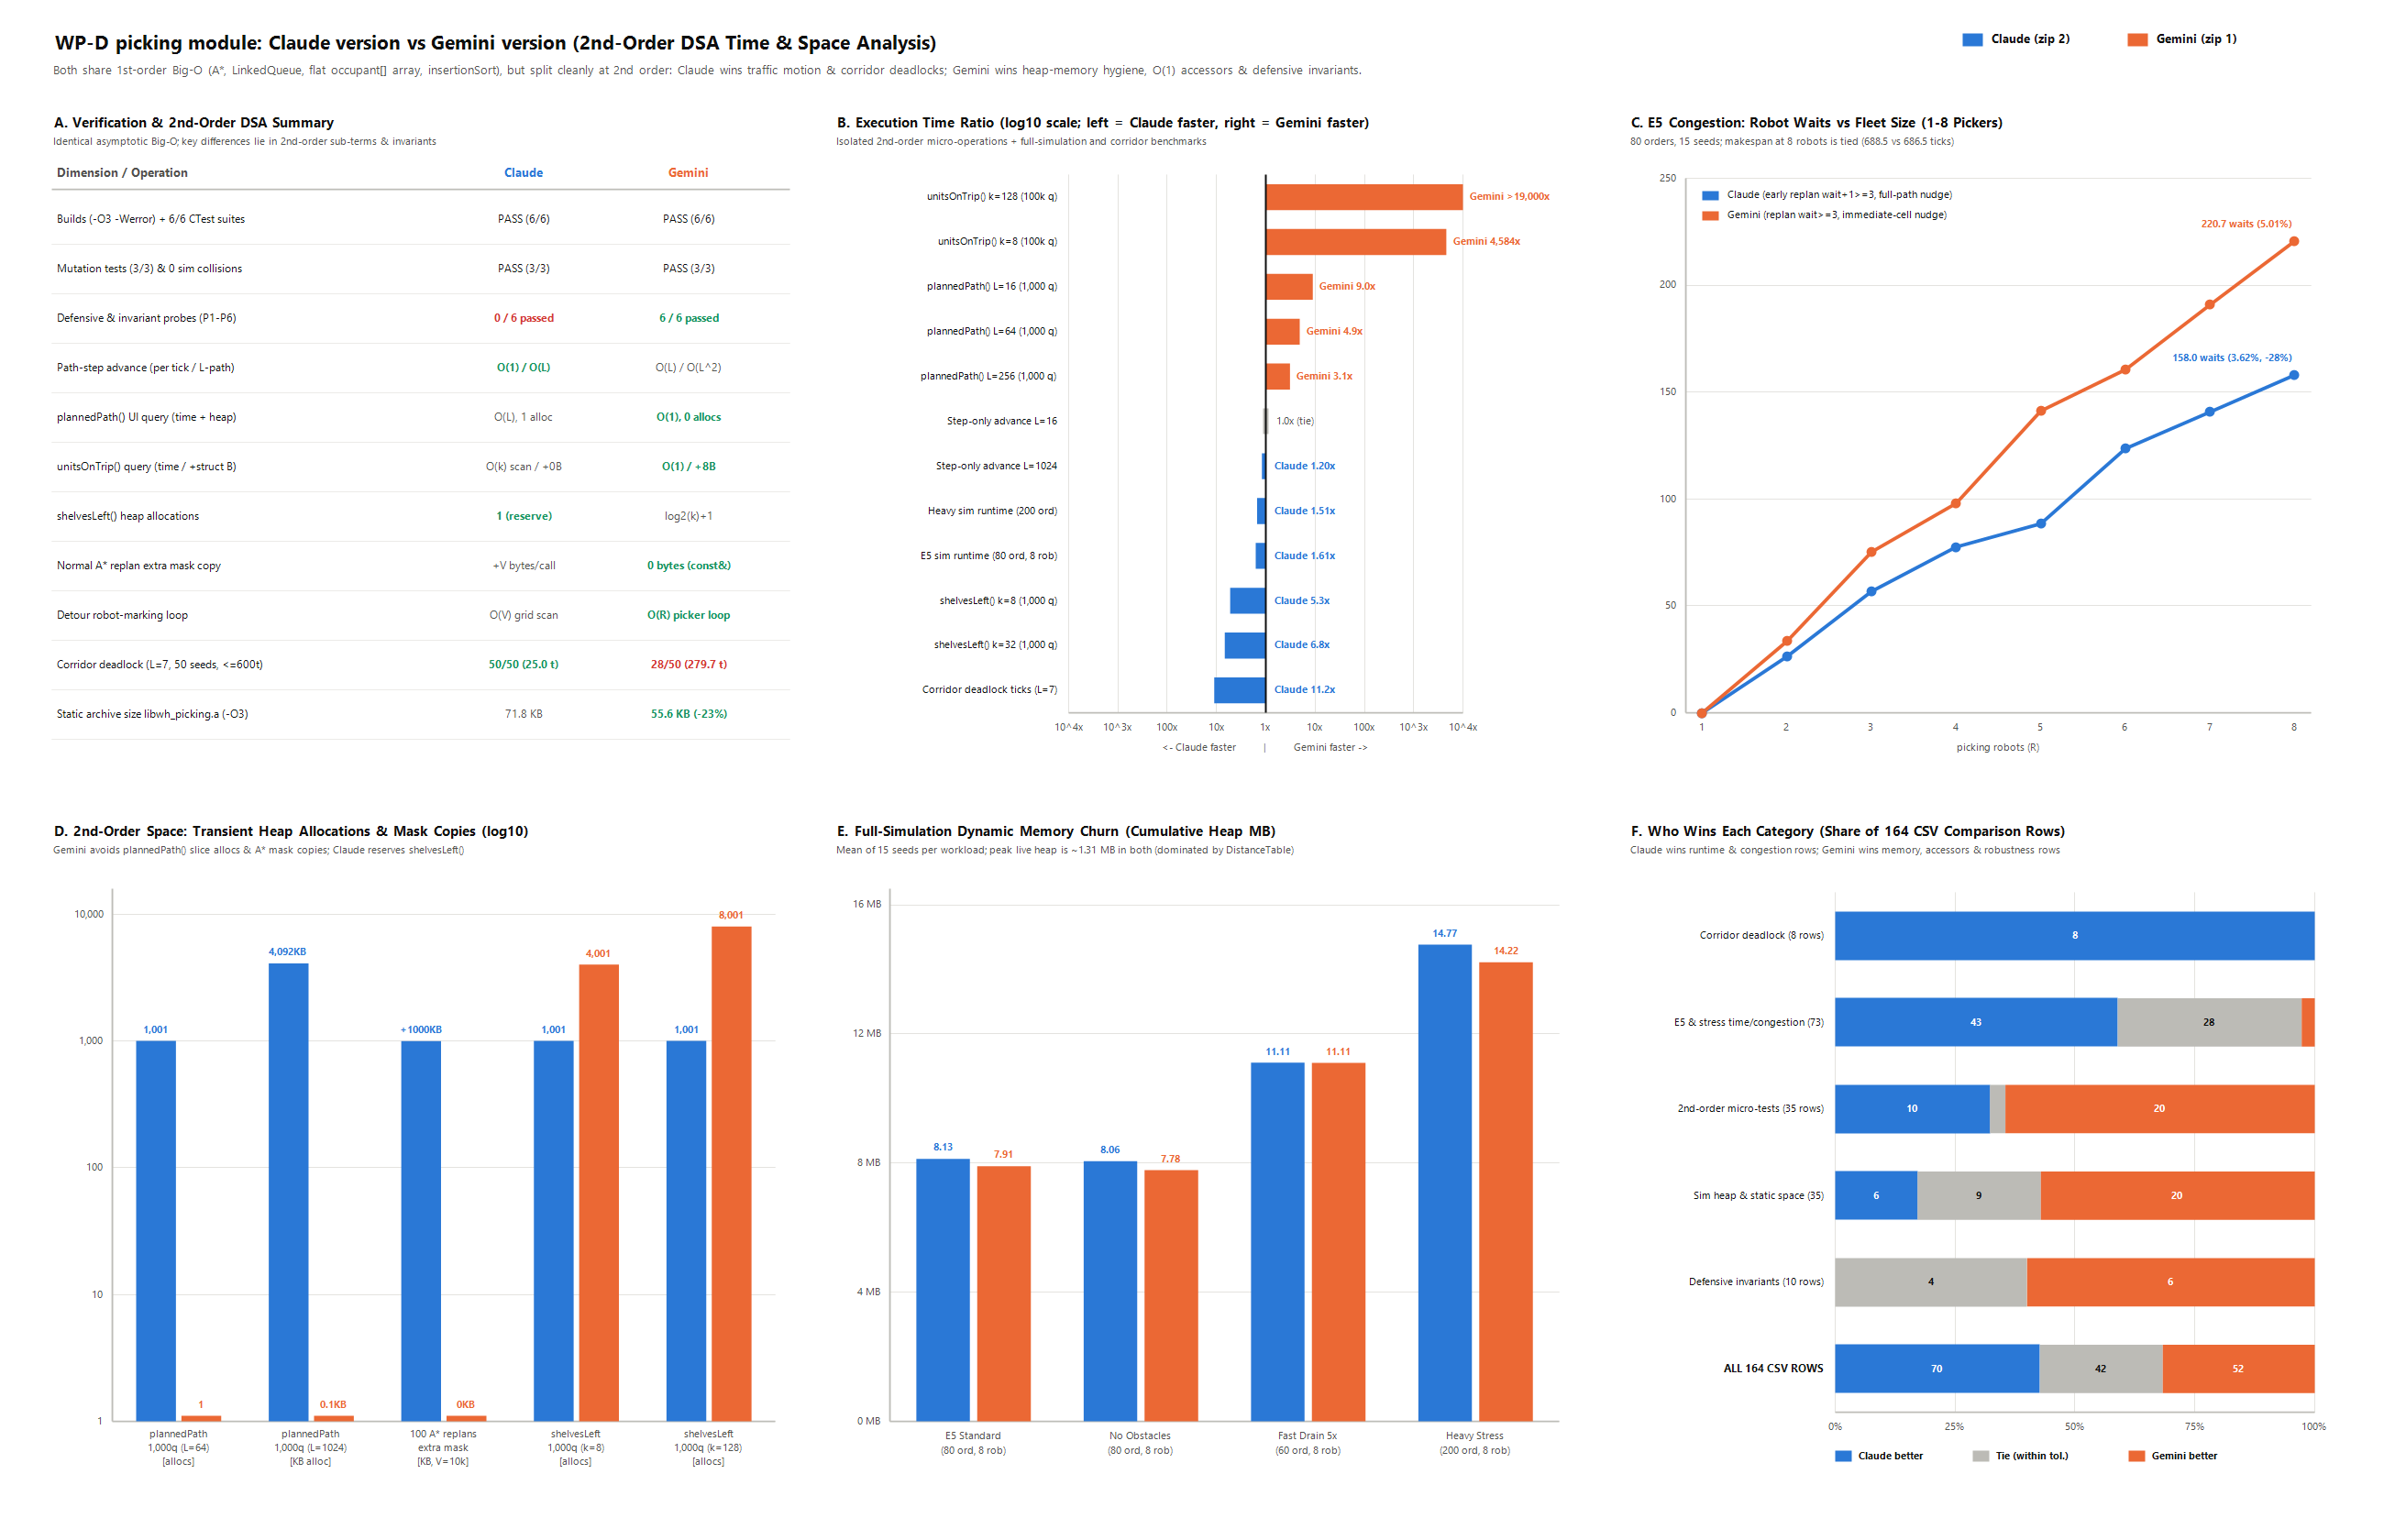 WP-D picking module: Claude version vs Gemini version (2nd-Order DSA Time & Space Analysis)
Both share 1st-order Big-O (A*, LinkedQueue, flat occupant[] array, insertionSort), but split cleanly at 2nd order: Claude wins traffic motion & corridor deadlocks; Gemini wins heap-memory hygiene, O(1) accessors & defensive invariants.
Claude (zip 2)
Gemini (zip 1)
A. Verification & 2nd-Order DSA Summary
Identical asymptotic Big-O; key differences lie in 2nd-order sub-terms & invariants
Dimension / Operation Claude Gemini
Builds (-O3 -Werror) + 6/6 CTest suites PASS (6/6) PASS (6/6)
Mutation tests (3/3) & 0 sim collisions PASS (3/3) PASS (3/3)
Defensive & invariant probes (P1-P6) 0 / 6 passed 6 / 6 passed
Path-step advance (per tick / L-path) O(1) / O(L) O(L) / O(L^2)
plannedPath() UI query (time + heap) O(L), 1 alloc O(1), 0 allocs
unitsOnTrip() query (time / +struct B) O(k) scan / +0B O(1) / +8B
shelvesLeft() heap allocations 1 (reserve) log2(k)+1
Normal A* replan extra mask copy +V bytes/call 0 bytes (const&)
Detour robot-marking loop O(V) grid scan O(R) picker loop
Corridor deadlock (L=7, 50 seeds, <=600t) 50/50 (25.0 t) 28/50 (279.7 t)
Static archive size libwh_picking.a (-O3) 71.8 KB 55.6 KB (-23%)
B. Execution Time Ratio (log10 scale; left = Claude faster, right = Gemini faster)
Isolated 2nd-order micro-operations + full-simulation and corridor benchmarks
unitsOnTrip() k=128 (100k q) Gemini >19,000x
unitsOnTrip() k=8 (100k q) Gemini 4,584x
plannedPath() L=16 (1,000 q) Gemini 9.0x
plannedPath() L=64 (1,000 q) Gemini 4.9x
plannedPath() L=256 (1,000 q) Gemini 3.1x
Step-only advance L=16 1.0x (tie)
Step-only advance L=1024 Claude 1.20x
Heavy sim runtime (200 ord) Claude 1.51x
E5 sim runtime (80 ord, 8 rob) Claude 1.61x
shelvesLeft() k=8 (1,000 q) Claude 5.3x
shelvesLeft() k=32 (1,000 q) Claude 6.8x
Corridor deadlock ticks (L=7) Claude 11.2x
10^4x 10^3x 100x 10x 1x 10x 100x 10^3x 10^4x
<- Claude faster | Gemini faster ->
C. E5 Congestion: Robot Waits vs Fleet Size (1-8 Pickers)
80 orders, 15 seeds; makespan at 8 robots is tied (688.5 vs 686.5 ticks)
250
Claude (early replan wait+1>=3, full-path nudge)
Gemini (replan wait>=3, immediate-cell nudge)
220.7 waits (5.01%)
200
158.0 waits (3.62%, -28%)
150
100
50
0
1 2 3 4 5 6 7 8
picking robots (R)
D. 2nd-Order Space: Transient Heap Allocations & Mask Copies (log10)
Gemini avoids plannedPath() slice allocs & A* mask copies; Claude reserves shelvesLeft()
10,000
1,000
100
10
1
1,001 1
4,092KB 0.1KB
+1000KB 0KB
1,001 4,001
1,001 8,001
plannedPath
1,000q (L=64)
[allocs]
plannedPath
1,000q (L=1024)
[KB alloc]
100 A* replans
extra mask
[KB, V=10k]
shelvesLeft
1,000q (k=8)
[allocs]
shelvesLeft
1,000q (k=128)
[allocs]
E. Full-Simulation Dynamic Memory Churn (Cumulative Heap MB)
Mean of 15 seeds per workload; peak live heap is ~1.31 MB in both (dominated by DistanceTable)
16 MB
12 MB
8 MB
4 MB
0 MB
8.13 7.91
8.06 7.78
11.11 11.11
14.77 14.22
E5 Standard
(80 ord, 8 rob)
No Obstacles
(80 ord, 8 rob)
Fast Drain 5x
(60 ord, 8 rob)
Heavy Stress
(200 ord, 8 rob)
F. Who Wins Each Category (Share of 164 CSV Comparison Rows)
Claude wins runtime & congestion rows; Gemini wins memory, accessors & robustness rows
Corridor deadlock (8 rows) 8
E5 & stress time/congestion (73) 43 28
2nd-order micro-tests (35 rows) 10 20
Sim heap & static space (35) 6 9 20
Defensive invariants (10 rows) 4 6
ALL 164 CSV ROWS 70 42 52
0% 25% 50% 75% 100%
Claude better
Tie (within tol.)
Gemini better